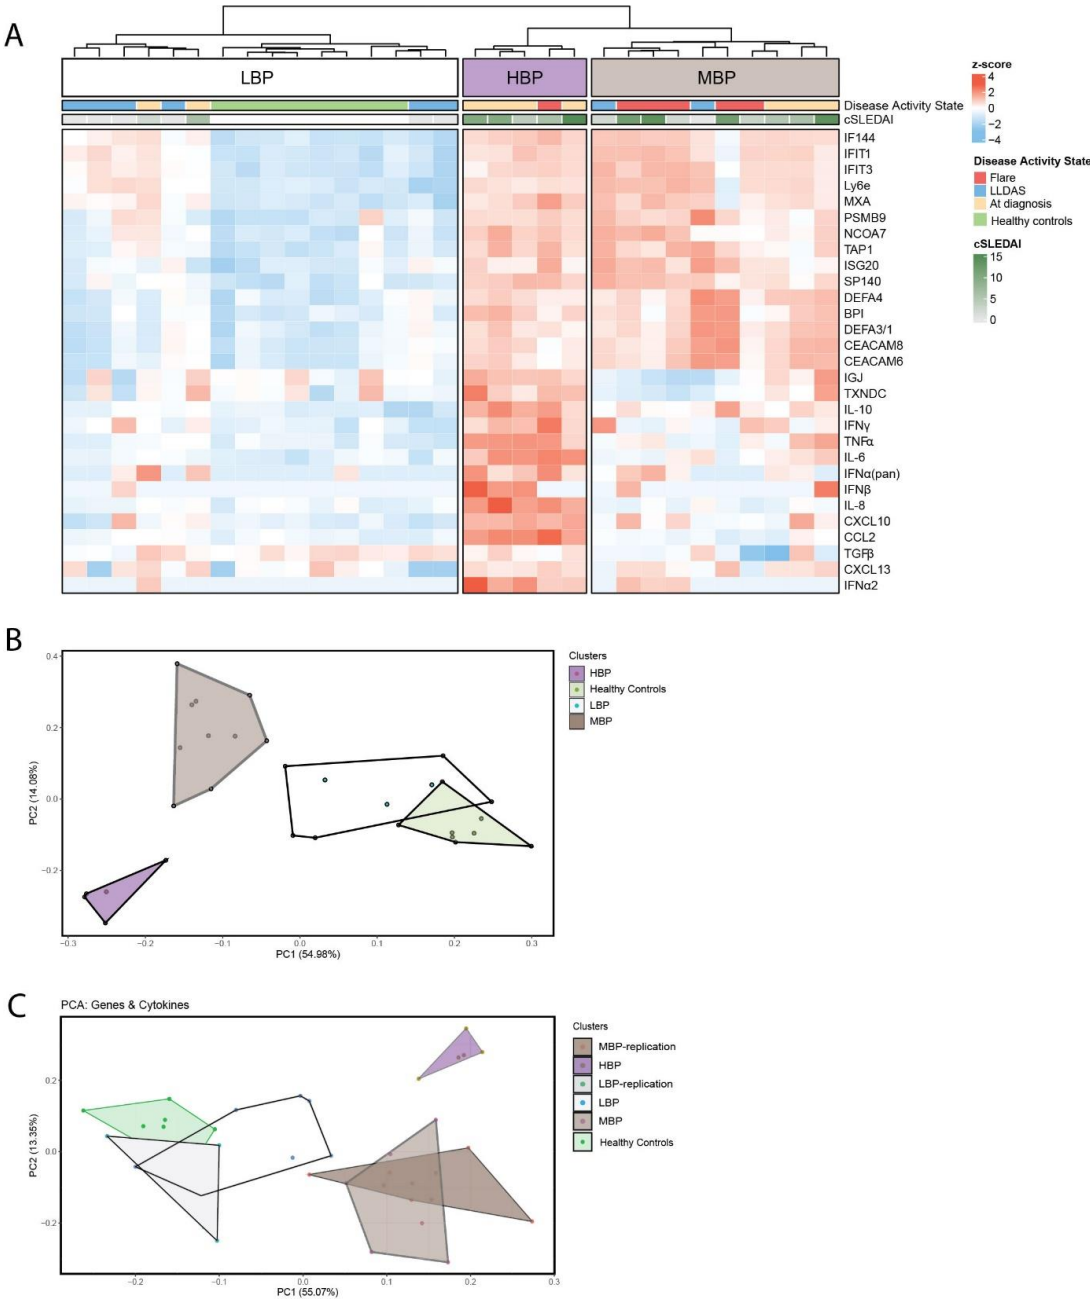 A
LBP
HBP
MBP
z-score
4
2
0
−2
−4
Disease Activity State
cSLEDAI
IF144
IFIT1
IFIT3
Ly6e
MXA
PSMB9
NCOA7
TAP1
ISG20
SP140
DEFA4
BPI
DEFA3/1
CEACAM8
CEACAM6
IGJ
TXNDC
IL-10
IFNγ
TNFα
IL-6
IFNα(pan)
IFNβ
IL-8
CXCL10
CCL2
TGFβ
CXCL13
IFNα2
Disease Activity State
Flare
LLDAS
At diagnosis
Healthy controls
cSLEDAI
15
10
5
0
B
0.4
0.2
0.0
−0.2
PC2 (14.08%)
−0.3
−0.2
−0.1
0.0
0.1
0.2
0.3
PC1 (54.98%)
Clusters
HBP
Healthy Controls
LBP
MBP
C
PCA: Genes & Cytokines
0.2
0.0
−0.2
PC2 (13.35%)
−0.2
−0.1
0.0
0.1
0.2
0.3
PC1 (55.07%)
Clusters
MBP-replication
HBP
LBP-replication
LBP
MBP
Healthy Controls